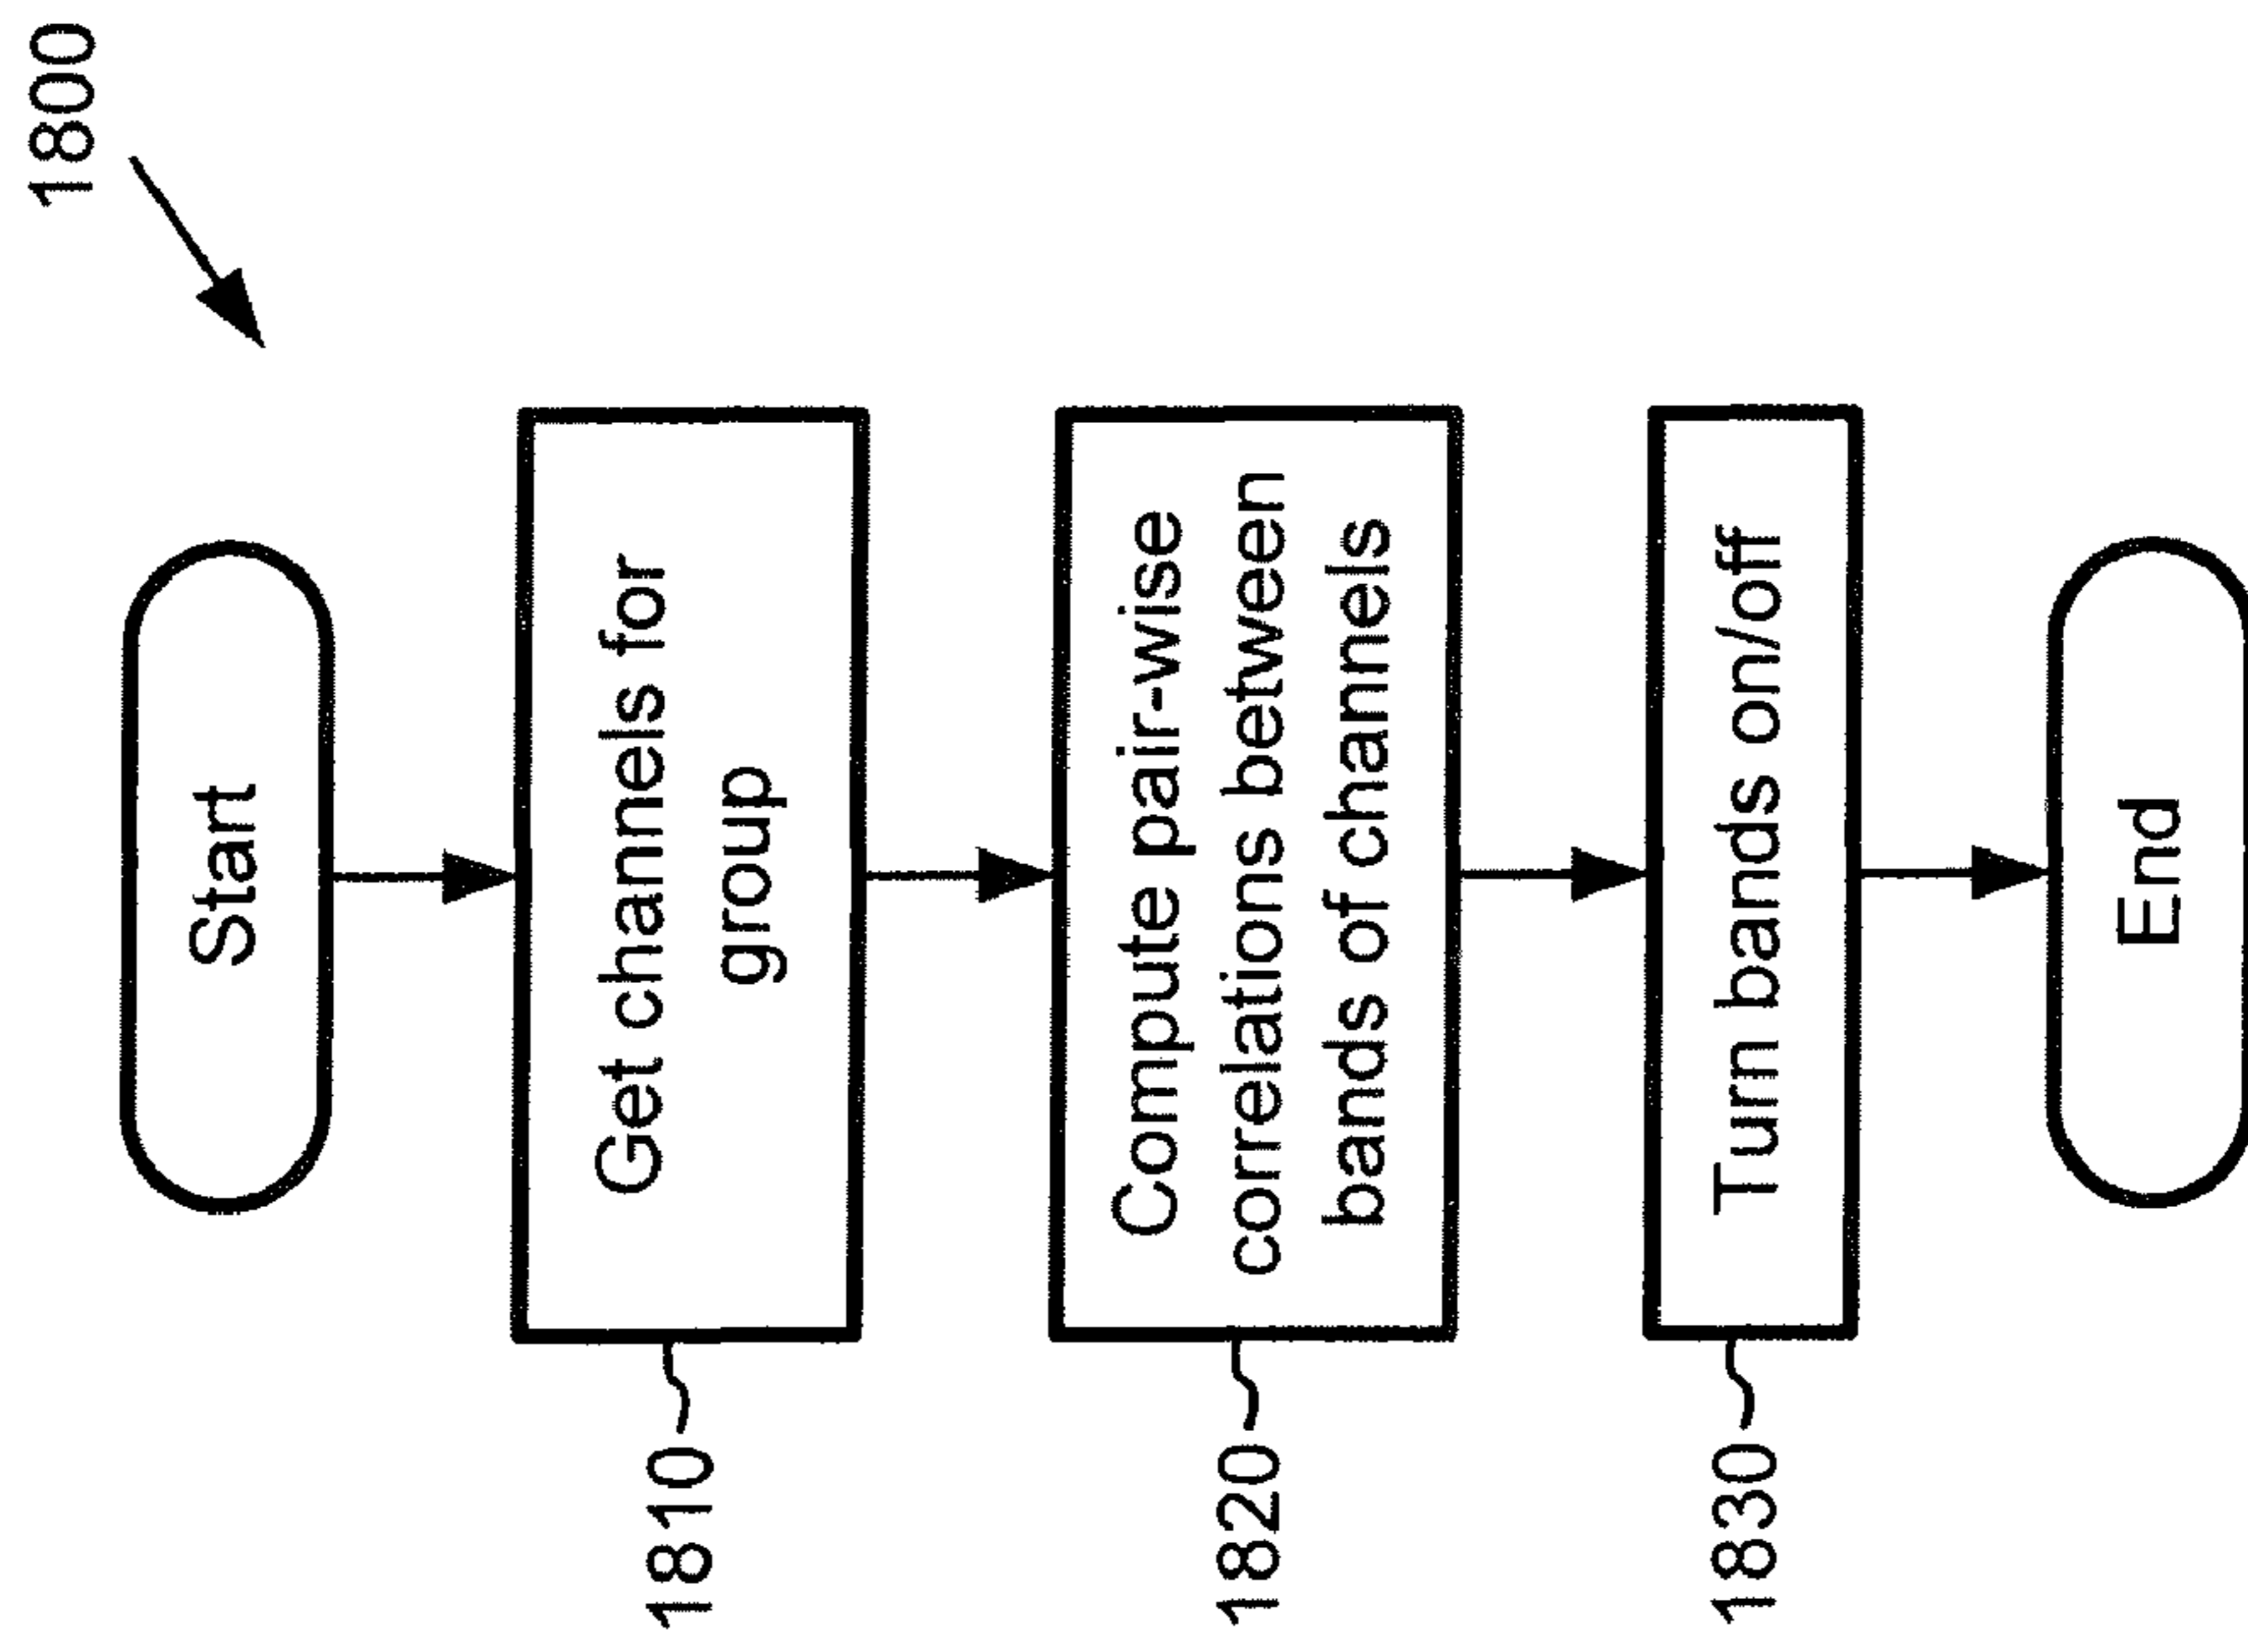 1800
Start
1810
Get channels for
group
1820
Compute pair-wise
correlations between
bands of channels
1830
Turn bands on/off
End